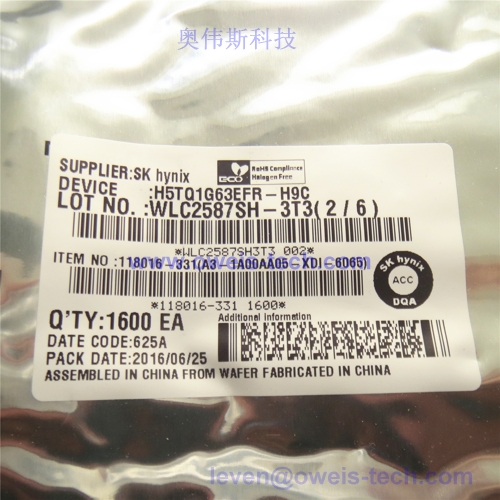 奥伟斯科技
SUPPLIER:SK hynix
ECO
RoHS Compliance
Halogen Free
DEVICE :H5TQ1G63EFR-H9C
LOT NO. :WLC2587SH-3T3(2/6)
*WLC2587SH3T3 002*
ITEM NO :118016-331(A3-1A00AA05-XDI-6065)
SK hynix
ACC
DQA
*118016-331 1600*
Q'TY:1600 EA
Additional Information
DATE CODE:625A
PACK DATE:2016/06/25
ASSEMBLED IN CHINA FROM WAFER FABRICATED IN CHINA
leven@oweis-tech.com